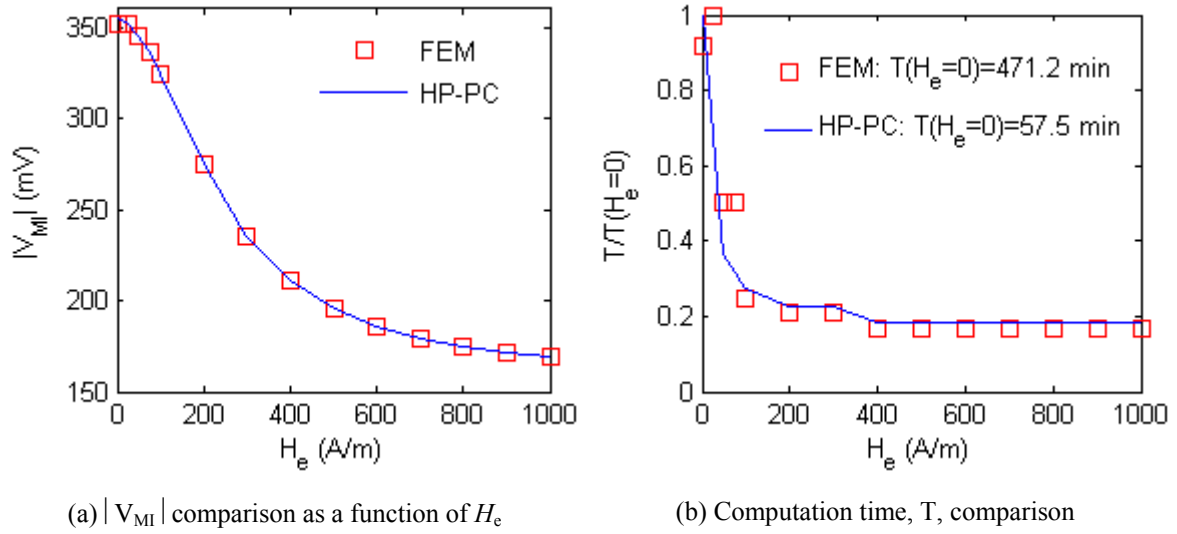 350
300
250
200
150
0
200
400
600
800
1000
|V_MI| (mV)
H_e (A/m)
FEM
HP-PC
1
0.8
0.6
0.4
0.2
0
0
200
400
600
800
1000
T/T(H_e=0)
H_e (A/m)
FEM: T(H_e=0)=471.2 min
HP-PC: T(H_e=0)=57.5 min
(a) | V_MI | comparison as a function of H_e
(b) Computation time, T, comparison